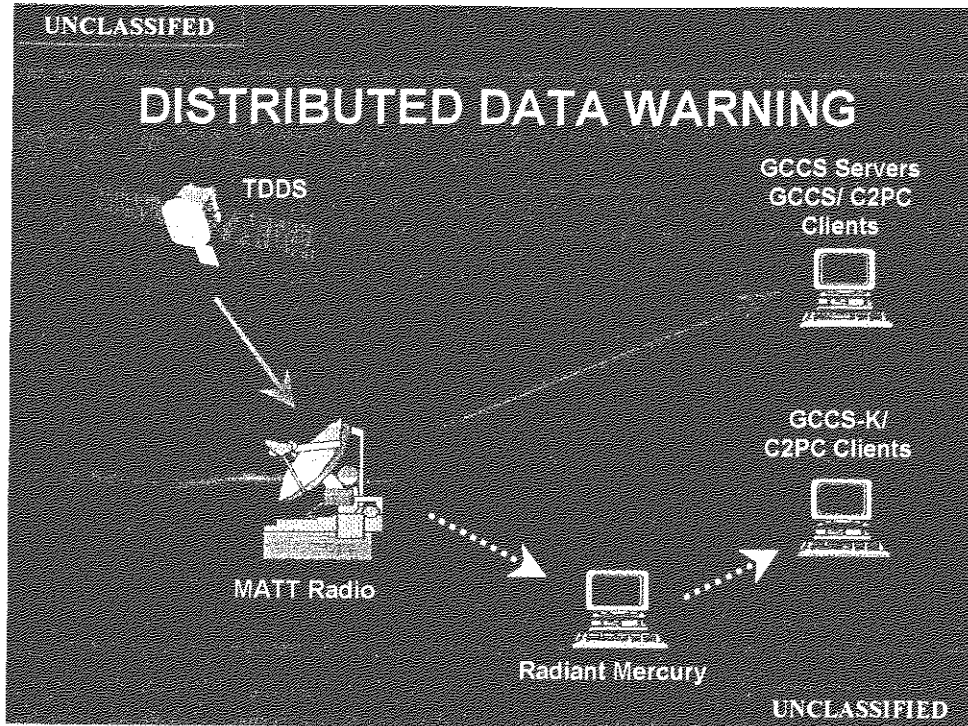 UNCLASSIFED
DISTRIBUTED DATA WARNING
TDDS
GCCS Servers
GCCS/ C2PC
Clients
GCCS-K/
C2PC Clients
MATT Radio
Radiant Mercury
UNCLASSIFIED